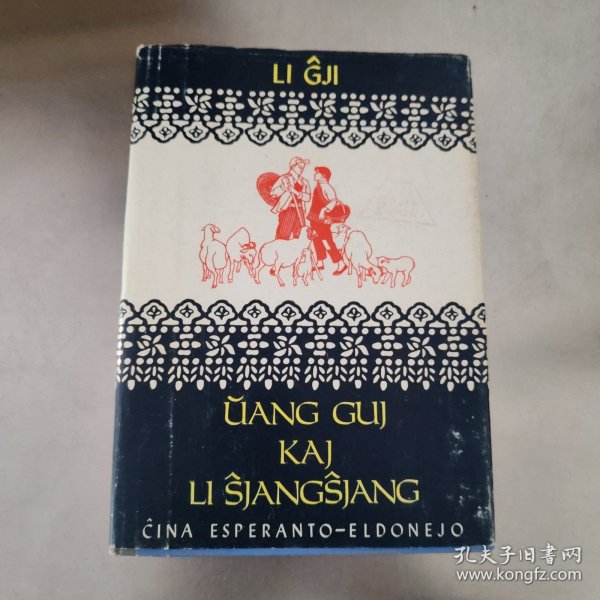 LI ĜJI
ŬANG GUJ
KAJ
LI ŜJANGŜJANG
ĈINA ESPERANTO-ELDONEJO
孔夫子旧书网
www.kongfz.com